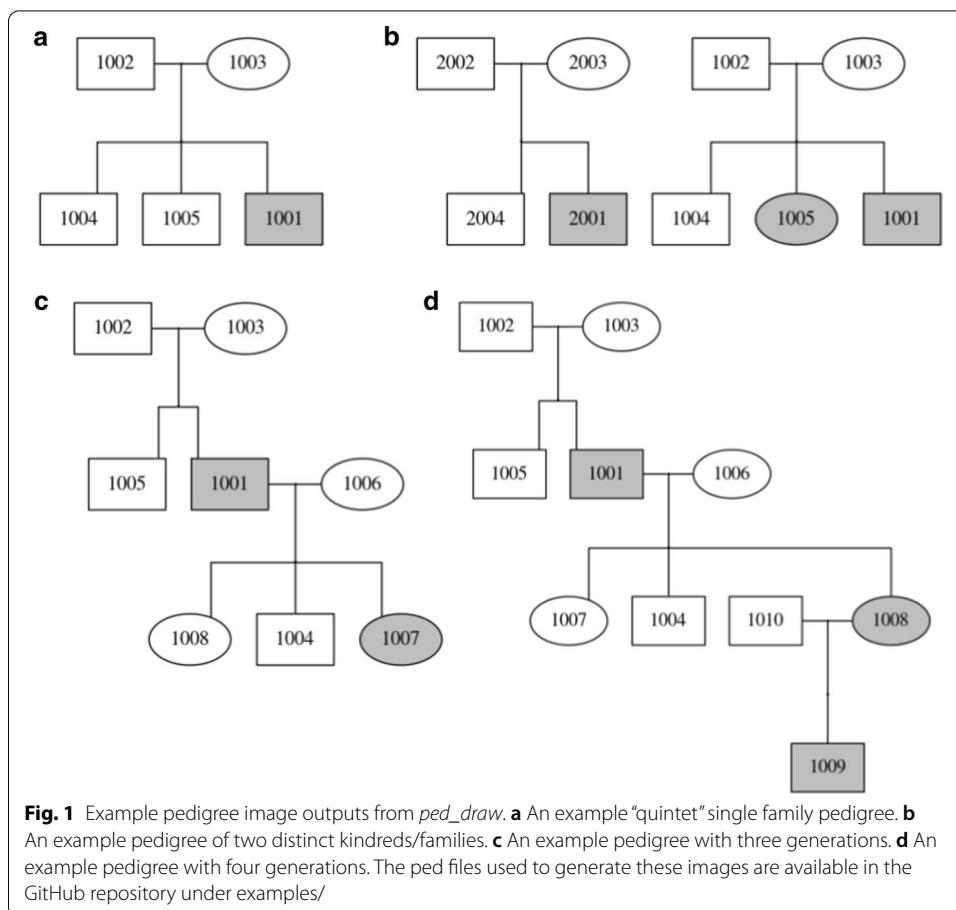 a
1002 1003
1004 1005 1001
b
2002 2003 1002 1003
2004 2001 1004 1005 1001
c
1002 1003
1005 1001 1006
1008 1004 1007
d
1002 1003
1005 1001 1006
1007 1004 1010 1008
1009
Fig. 1 Example pedigree image outputs from ped_draw. a An example “quintet” single family pedigree. b
An example pedigree of two distinct kindreds/families. c An example pedigree with three generations. d An
example pedigree with four generations. The ped files used to generate these images are available in the
GitHub repository under examples/